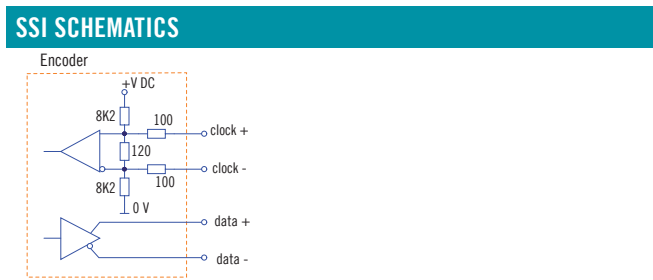 SSI SCHEMATICS
Encoder
+V DC
8K2
100
clock +
120
clock -
8K2
100
0 V
data +
data -